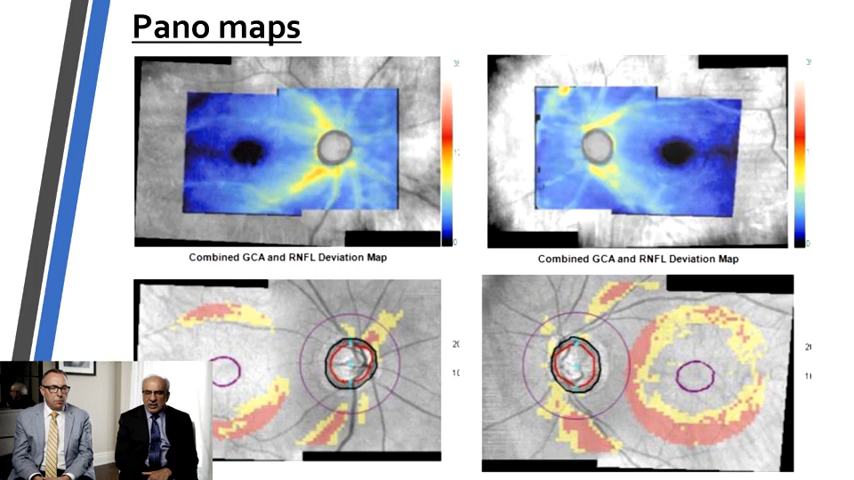 Pano maps
Combined GCA and RNFL Deviation Map
Combined GCA and RNFL Deviation Map